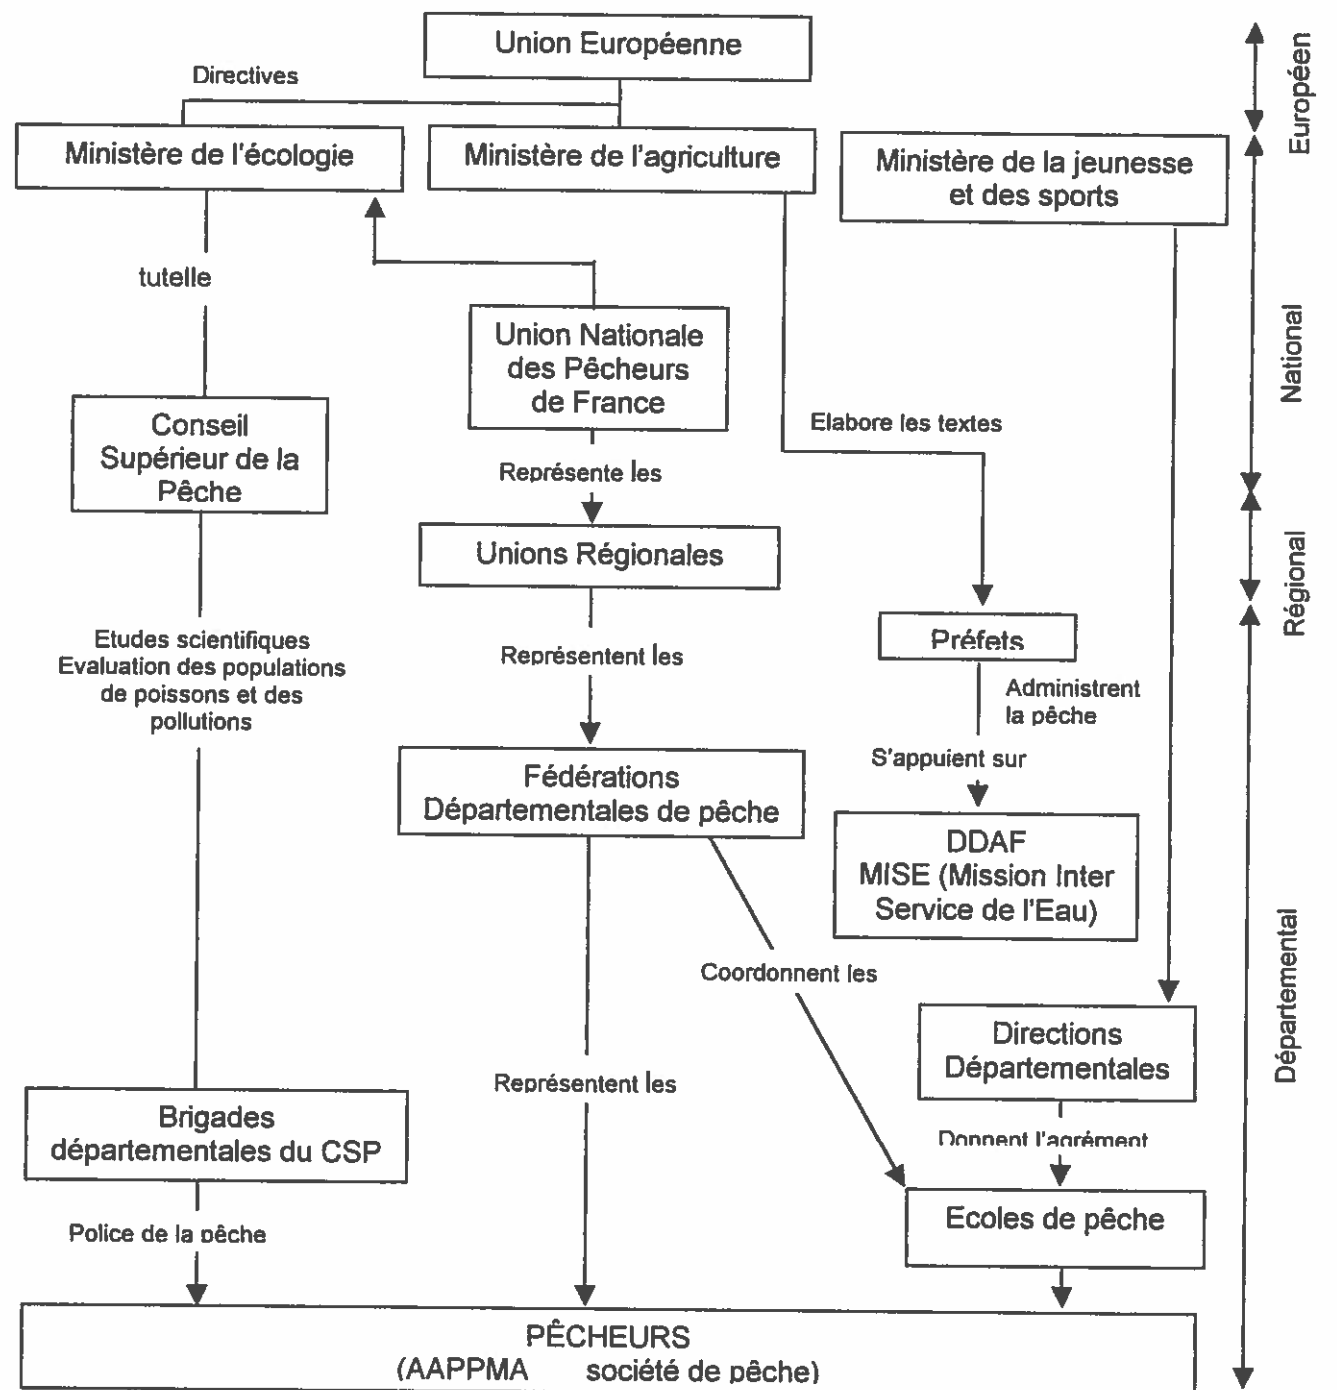 Union Européenne
Directives
Ministère de l'écologie
Ministère de l'agriculture
Ministère de la jeunesse
et des sports
tutelle
Union Nationale
des Pêcheurs
de France
Conseil
Supérieur de la
Pêche
Elabore les textes
Représente les
Unions Régionales
Etudes scientifiques
Evaluation des populations
de poissons et des
pollutions
Représentent les
Préfets
Administrent
la pêche
S'appuient sur
Fédérations
Départementales de pêche
DDAF
MISE (Mission Inter
Service de l'Eau)
Coordonnent les
Directions
Départementales
Représentent les
Brigades
départementales du CSP
Donnent l'agrément
Ecoles de pêche
Police de la pêche
PÊCHEURS
(AAPPMA société de pêche)
Européen
National
Régional
Départemental